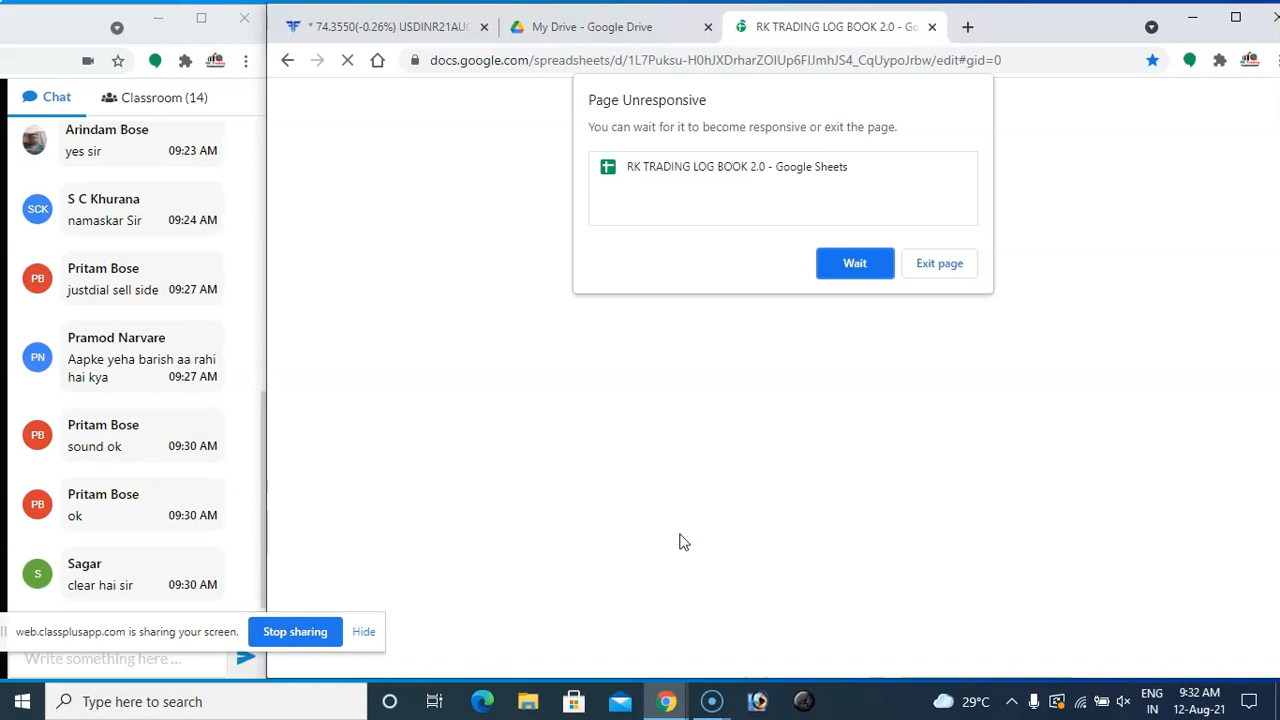 Chat
Classroom (14)
Arindam Bose
yes sir
09:23 AM
SCK
S C Khurana
namaskar Sir
09:24 AM
PB
Pritam Bose
justdial sell side
09:27 AM
PN
Pramod Narvare
Aapke yeha barish aa rahi
hai kya
09:27 AM
PB
Pritam Bose
sound ok
09:30 AM
PB
Pritam Bose
ok
09:30 AM
S
Sagar
clear hai sir
09:30 AM
web.classplusapp.com is sharing your screen.
Stop sharing
Hide
Write something here ...
* 74.3550(-0.26%) USDINR21AUG
My Drive - Google Drive
RK TRADING LOG BOOK 2.0 - Go
docs.google.com/spreadsheets/d/1L7Puksu-H0hJXDrharZOIUp6FIJmhJS4_CqUypoJrbw/edit#gid=0
Page Unresponsive
You can wait for it to become responsive or exit the page.
RK TRADING LOG BOOK 2.0 - Google Sheets
Wait
Exit page
Type here to search
29°C
ENG
IN
9:32 AM
12-Aug-21